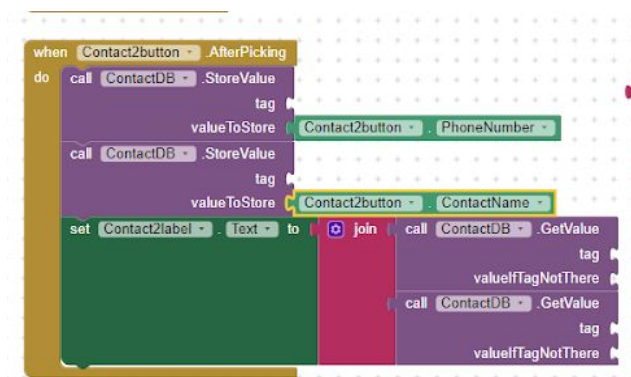 when Contact2button .AfterPicking
do call ContactDB .StoreValue
tag
valueToStore Contact2button . PhoneNumber
call ContactDB .StoreValue
tag
valueToStore Contact2button . ContactName
set Contact2label . Text to join call ContactDB .GetValue
tag
valueIfTagNotThere
call ContactDB .GetValue
tag
valueIfTagNotThere